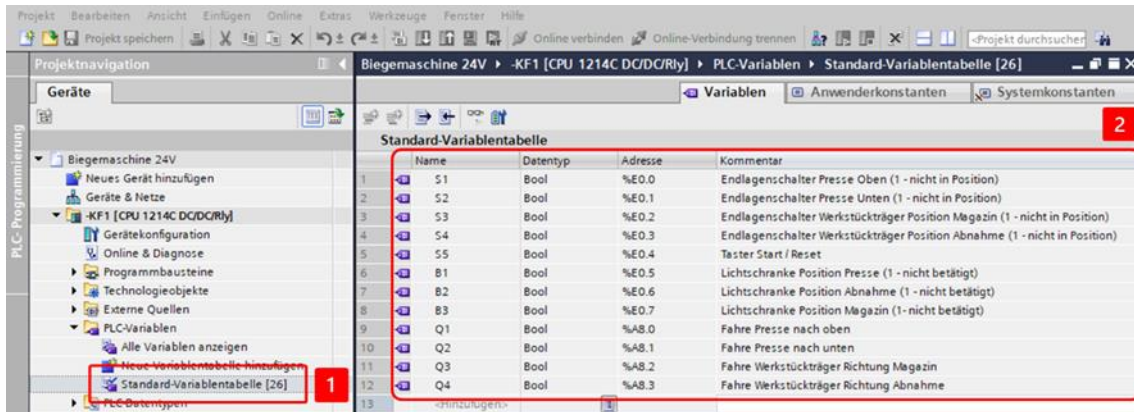 Projekt Bearbeiten Ansicht Einfügen Online Extras Werkzeuge Fenster Hilfe
Projekt speichern Online verbinden Online-Verbindung trennen <Projekt durchsuchen
Projektnavigation
Biegemaschine 24V ▸ -KF1 [CPU 1214C DC/DC/Rly] ▸ PLC-Variablen ▸ Standard-Variablentabelle [26]
Geräte
Variablen Anwenderkonstanten Systemkonstanten
2
Standard-Variablentabelle
PLC-Programmierung
Biegemaschine 24V
Neues Gerät hinzufügen
Geräte & Netze
-KF1 [CPU 1214C DC/DC/Rly]
Gerätekonfiguration
Online & Diagnose
Programmbausteine
Technologieobjekte
Externe Quellen
PLC-Variablen
Alle Variablen anzeigen
Neue Variablentabelle hinzufügen
Standard-Variablentabelle [26]
1
PLC-Datentypen
Name Datentyp Adresse Kommentar
1 S1 Bool %E0.0 Endlagenschalter Presse Oben (1 - nicht in Position)
2 S2 Bool %E0.1 Endlagenschalter Presse Unten (1 - nicht in Position)
3 S3 Bool %E0.2 Endlagenschalter Werkstückträger Position Magazin (1 - nicht in Position)
4 S4 Bool %E0.3 Endlagenschalter Werkstückträger Position Abnahme (1 - nicht in Position)
5 S5 Bool %E0.4 Taster Start / Reset
6 B1 Bool %E0.5 Lichtschranke Position Presse (1 - nicht betätigt)
7 B2 Bool %E0.6 Lichtschranke Position Abnahme (1 - nicht betätigt)
8 B3 Bool %E0.7 Lichtschranke Position Magazin (1- nicht betätigt)
9 Q1 Bool %A8.0 Fahre Presse nach oben
10 Q2 Bool %A8.1 Fahre Presse nach unten
11 Q3 Bool %A8.2 Fahre Werkstückträger Richtung Magazin
12 Q4 Bool %A8.3 Fahre Werkstückträger Richtung Abnahme
13 <Hinzufügen>